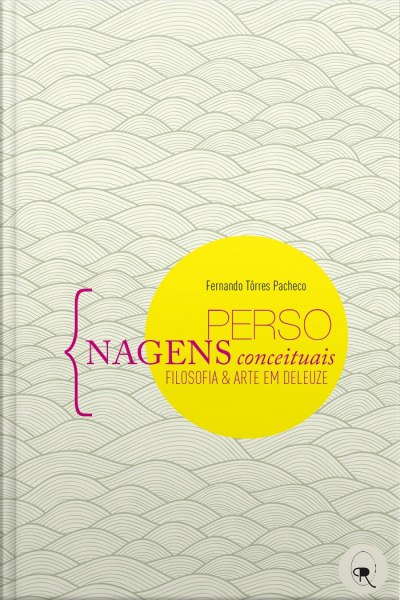 Fernando Tôrres Pacheco
PERSO
{NAGENS conceituais
FILOSOFIA & ARTE EM DELEUZE
R